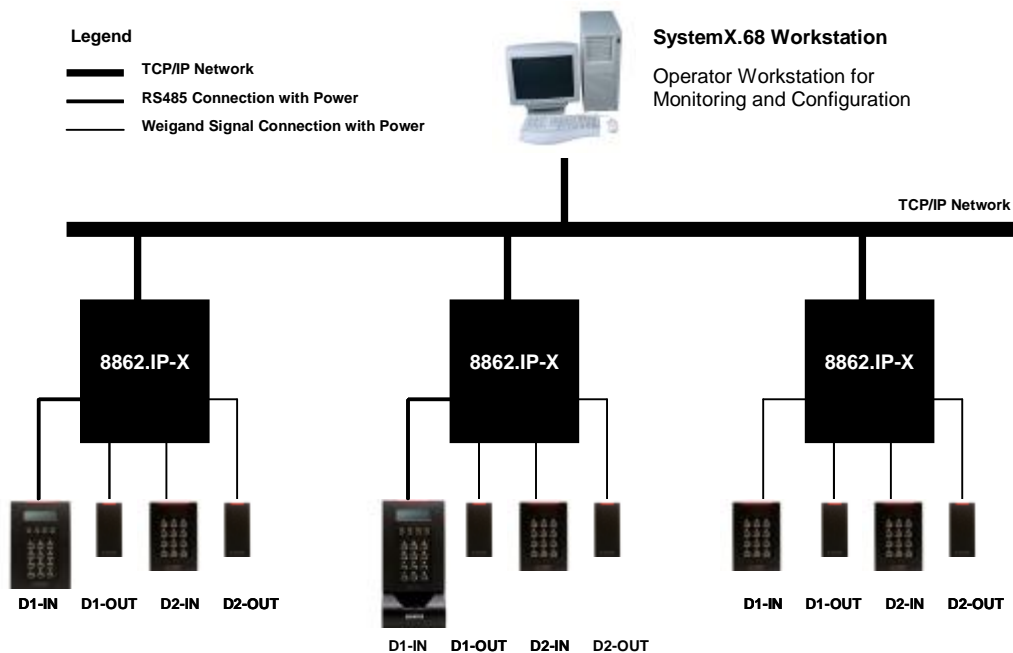 Legend
TCP/IP Network
RS485 Connection with Power
Weigand Signal Connection with Power
SystemX.68 Workstation
Operator Workstation for
Monitoring and Configuration
TCP/IP Network
8862.IP-X
8862.IP-X
8862.IP-X
D1-IN D1-OUT D2-IN D2-OUT
D1-IN D1-OUT D2-IN D2-OUT
D1-IN D1-OUT D2-IN D2-OUT